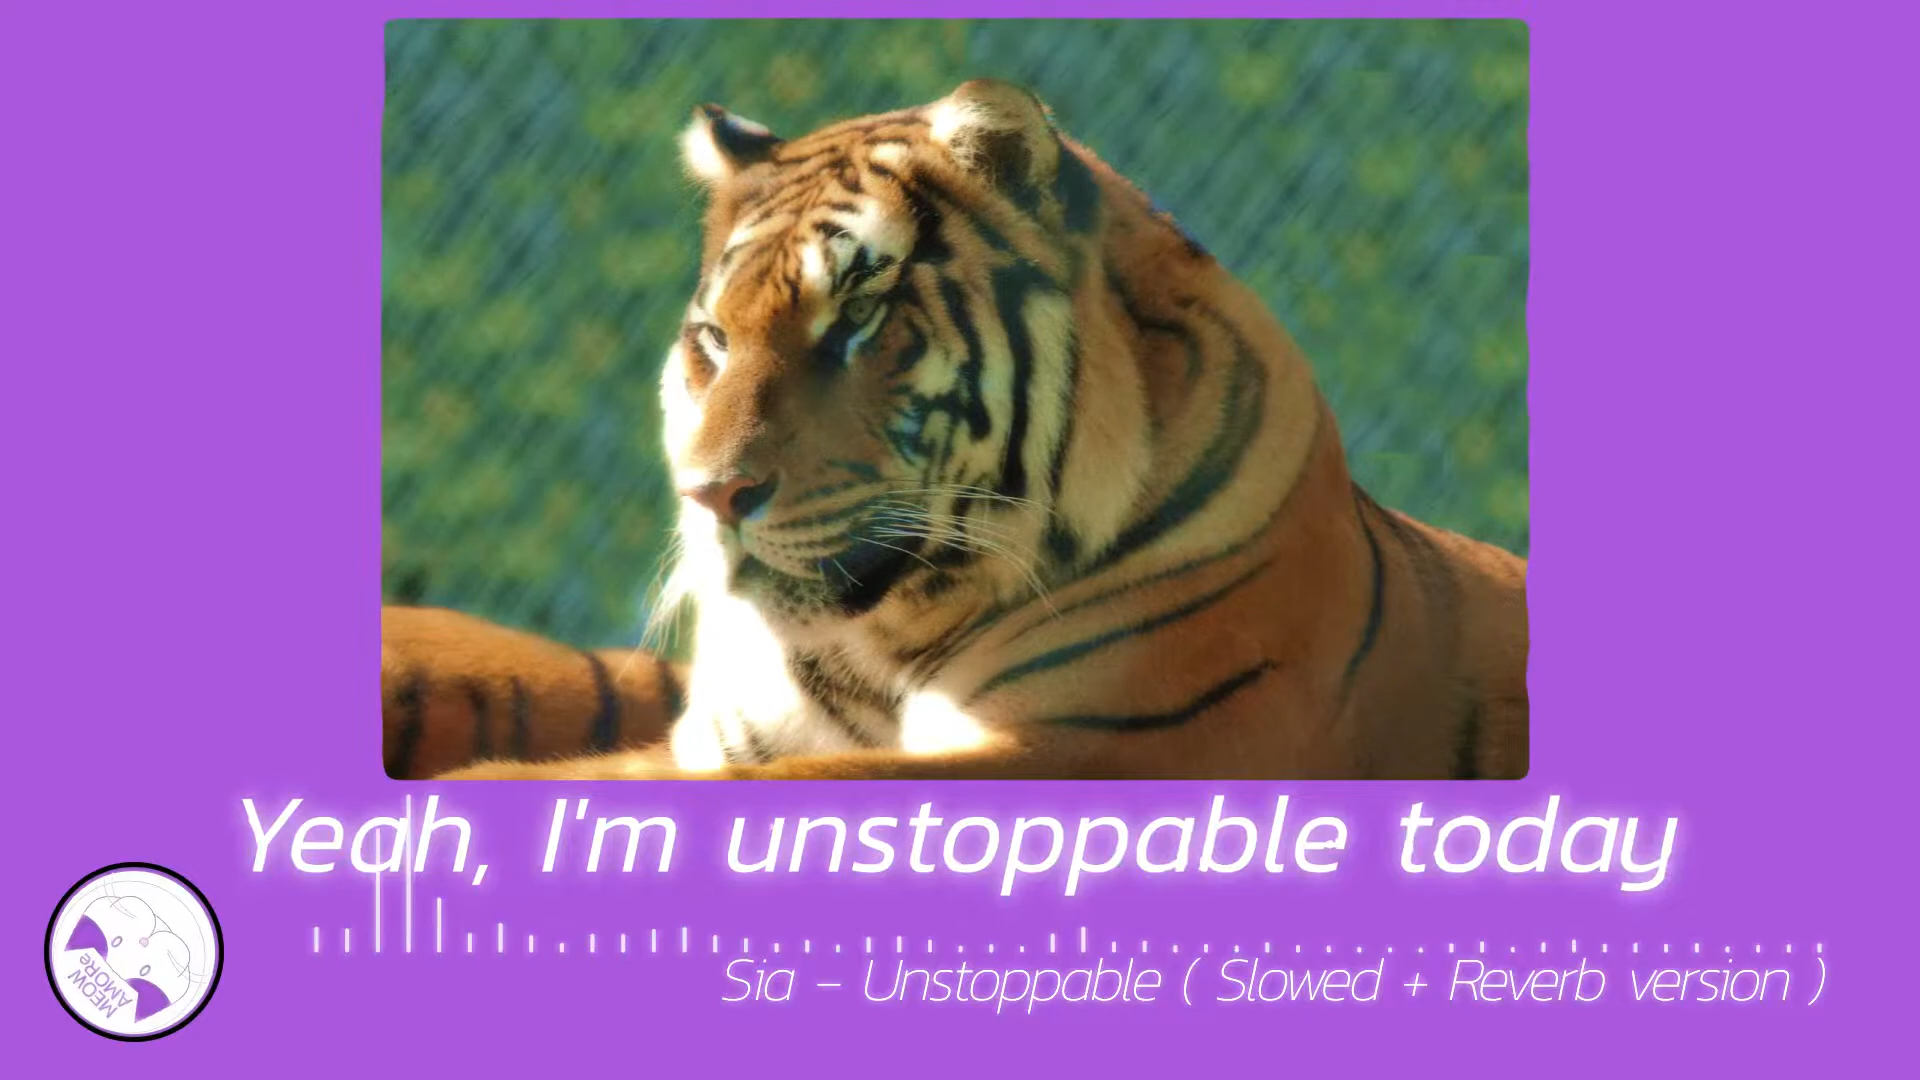 Yeah, I'm unstoppable today
Sia - Unstoppable ( Slowed + Reverb version )
MEOW
AMORe